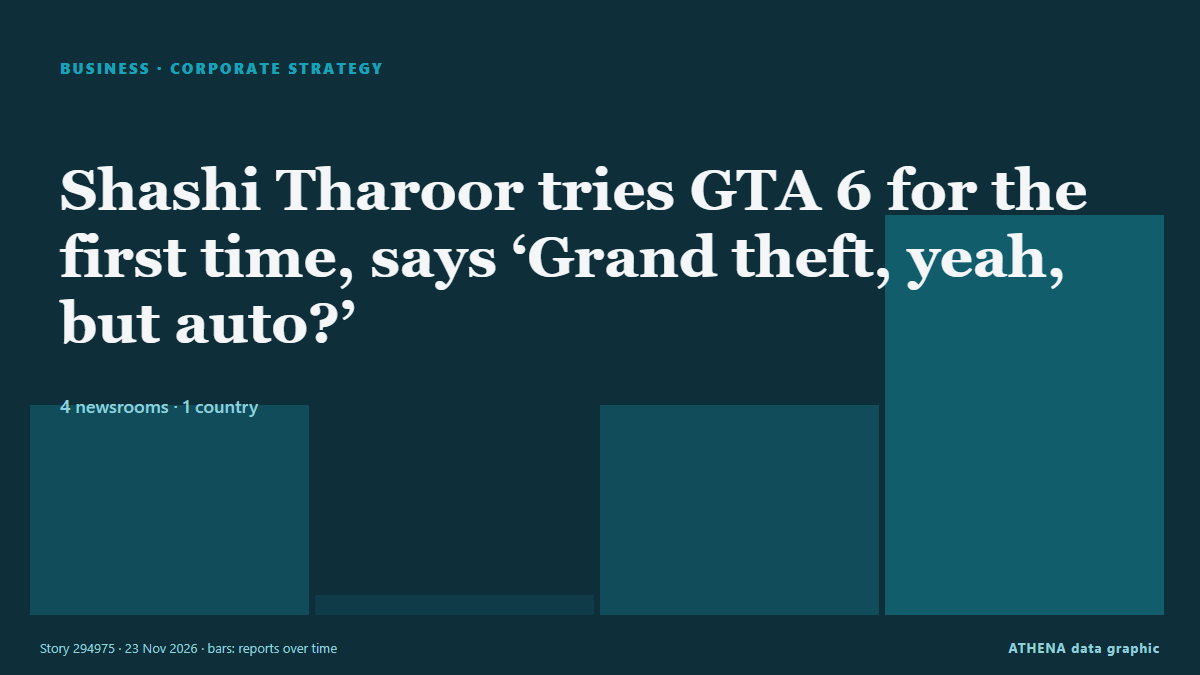 BUSINESS · CORPORATE STRATEGY
Shashi Tharoor tries GTA 6 for the
first time, says ‘Grand theft, yeah,
but auto?’
4 newsrooms · 1 country
Story 294975 · 23 Nov 2026 · bars: reports over time
ATHENA data graphic